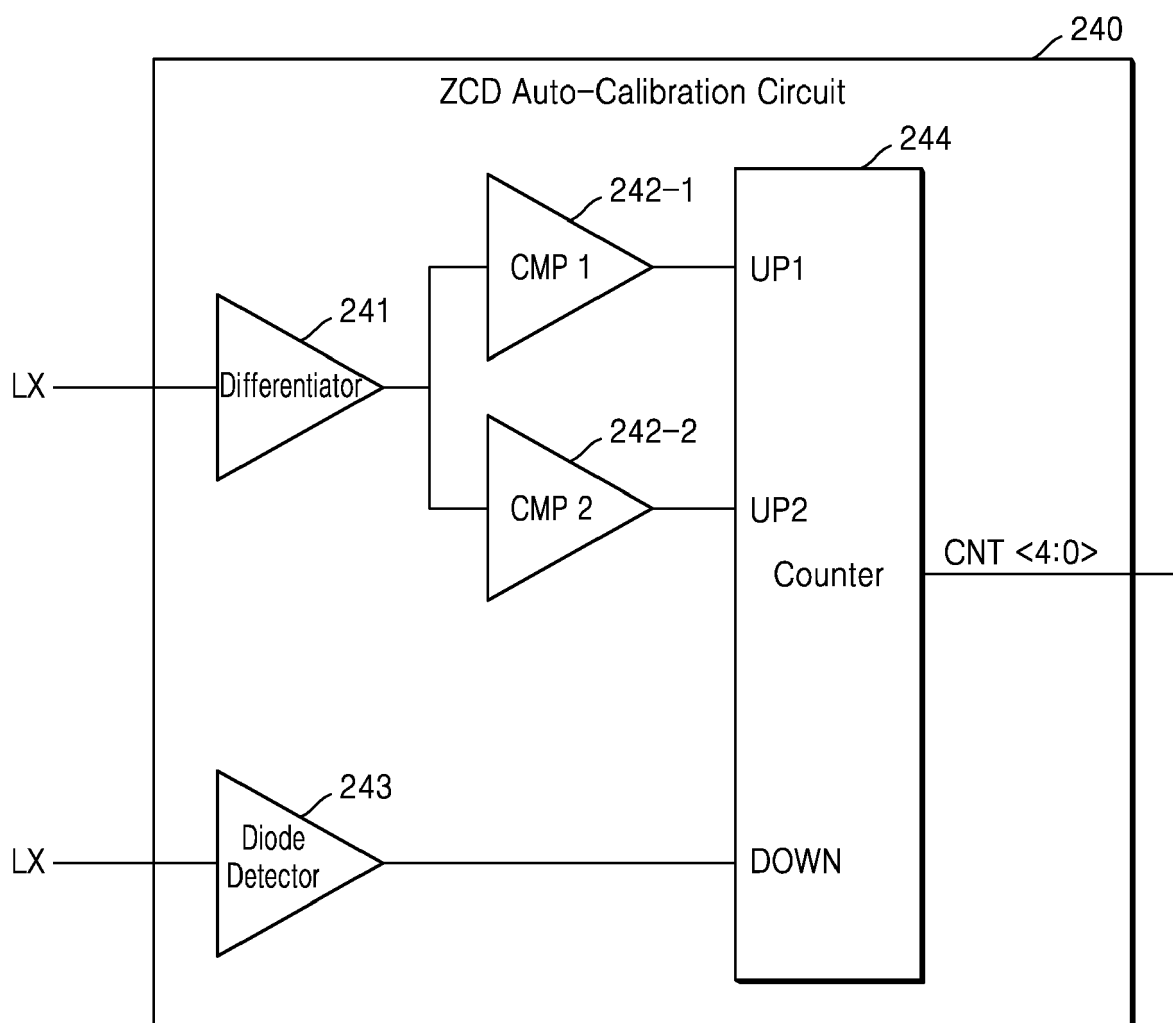 240
ZCD Auto-Calibration Circuit
244
242-1
CMP 1
UP1
241
LX
Differentiator
242-2
CMP 2
UP2
CNT <4:0>
Counter
243
LX
Diode
Detector
DOWN